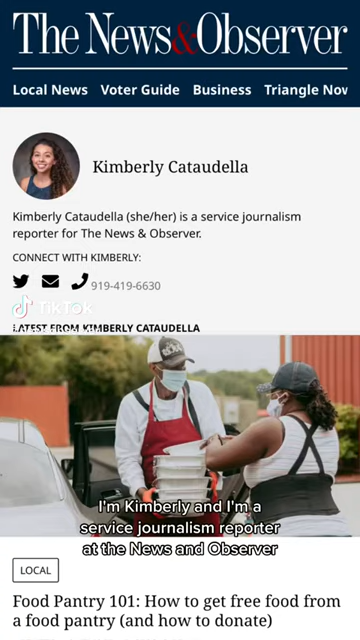 The News&Observer
Local News Voter Guide Business Triangle Nov
Kimberly Cataudella
Kimberly Cataudella (she/her) is a service journalism
reporter for The News & Observer.
CONNECT WITH KIMBERLY:
919-419-6630
TikTok
LATEST FROM KIMBERLY CATAUDELLA
I'm Kimberly and I'm a
service journalism reporter
at the News and Observer
LOCAL
Food Pantry 101: How to get free food from
a food pantry (and how to donate)